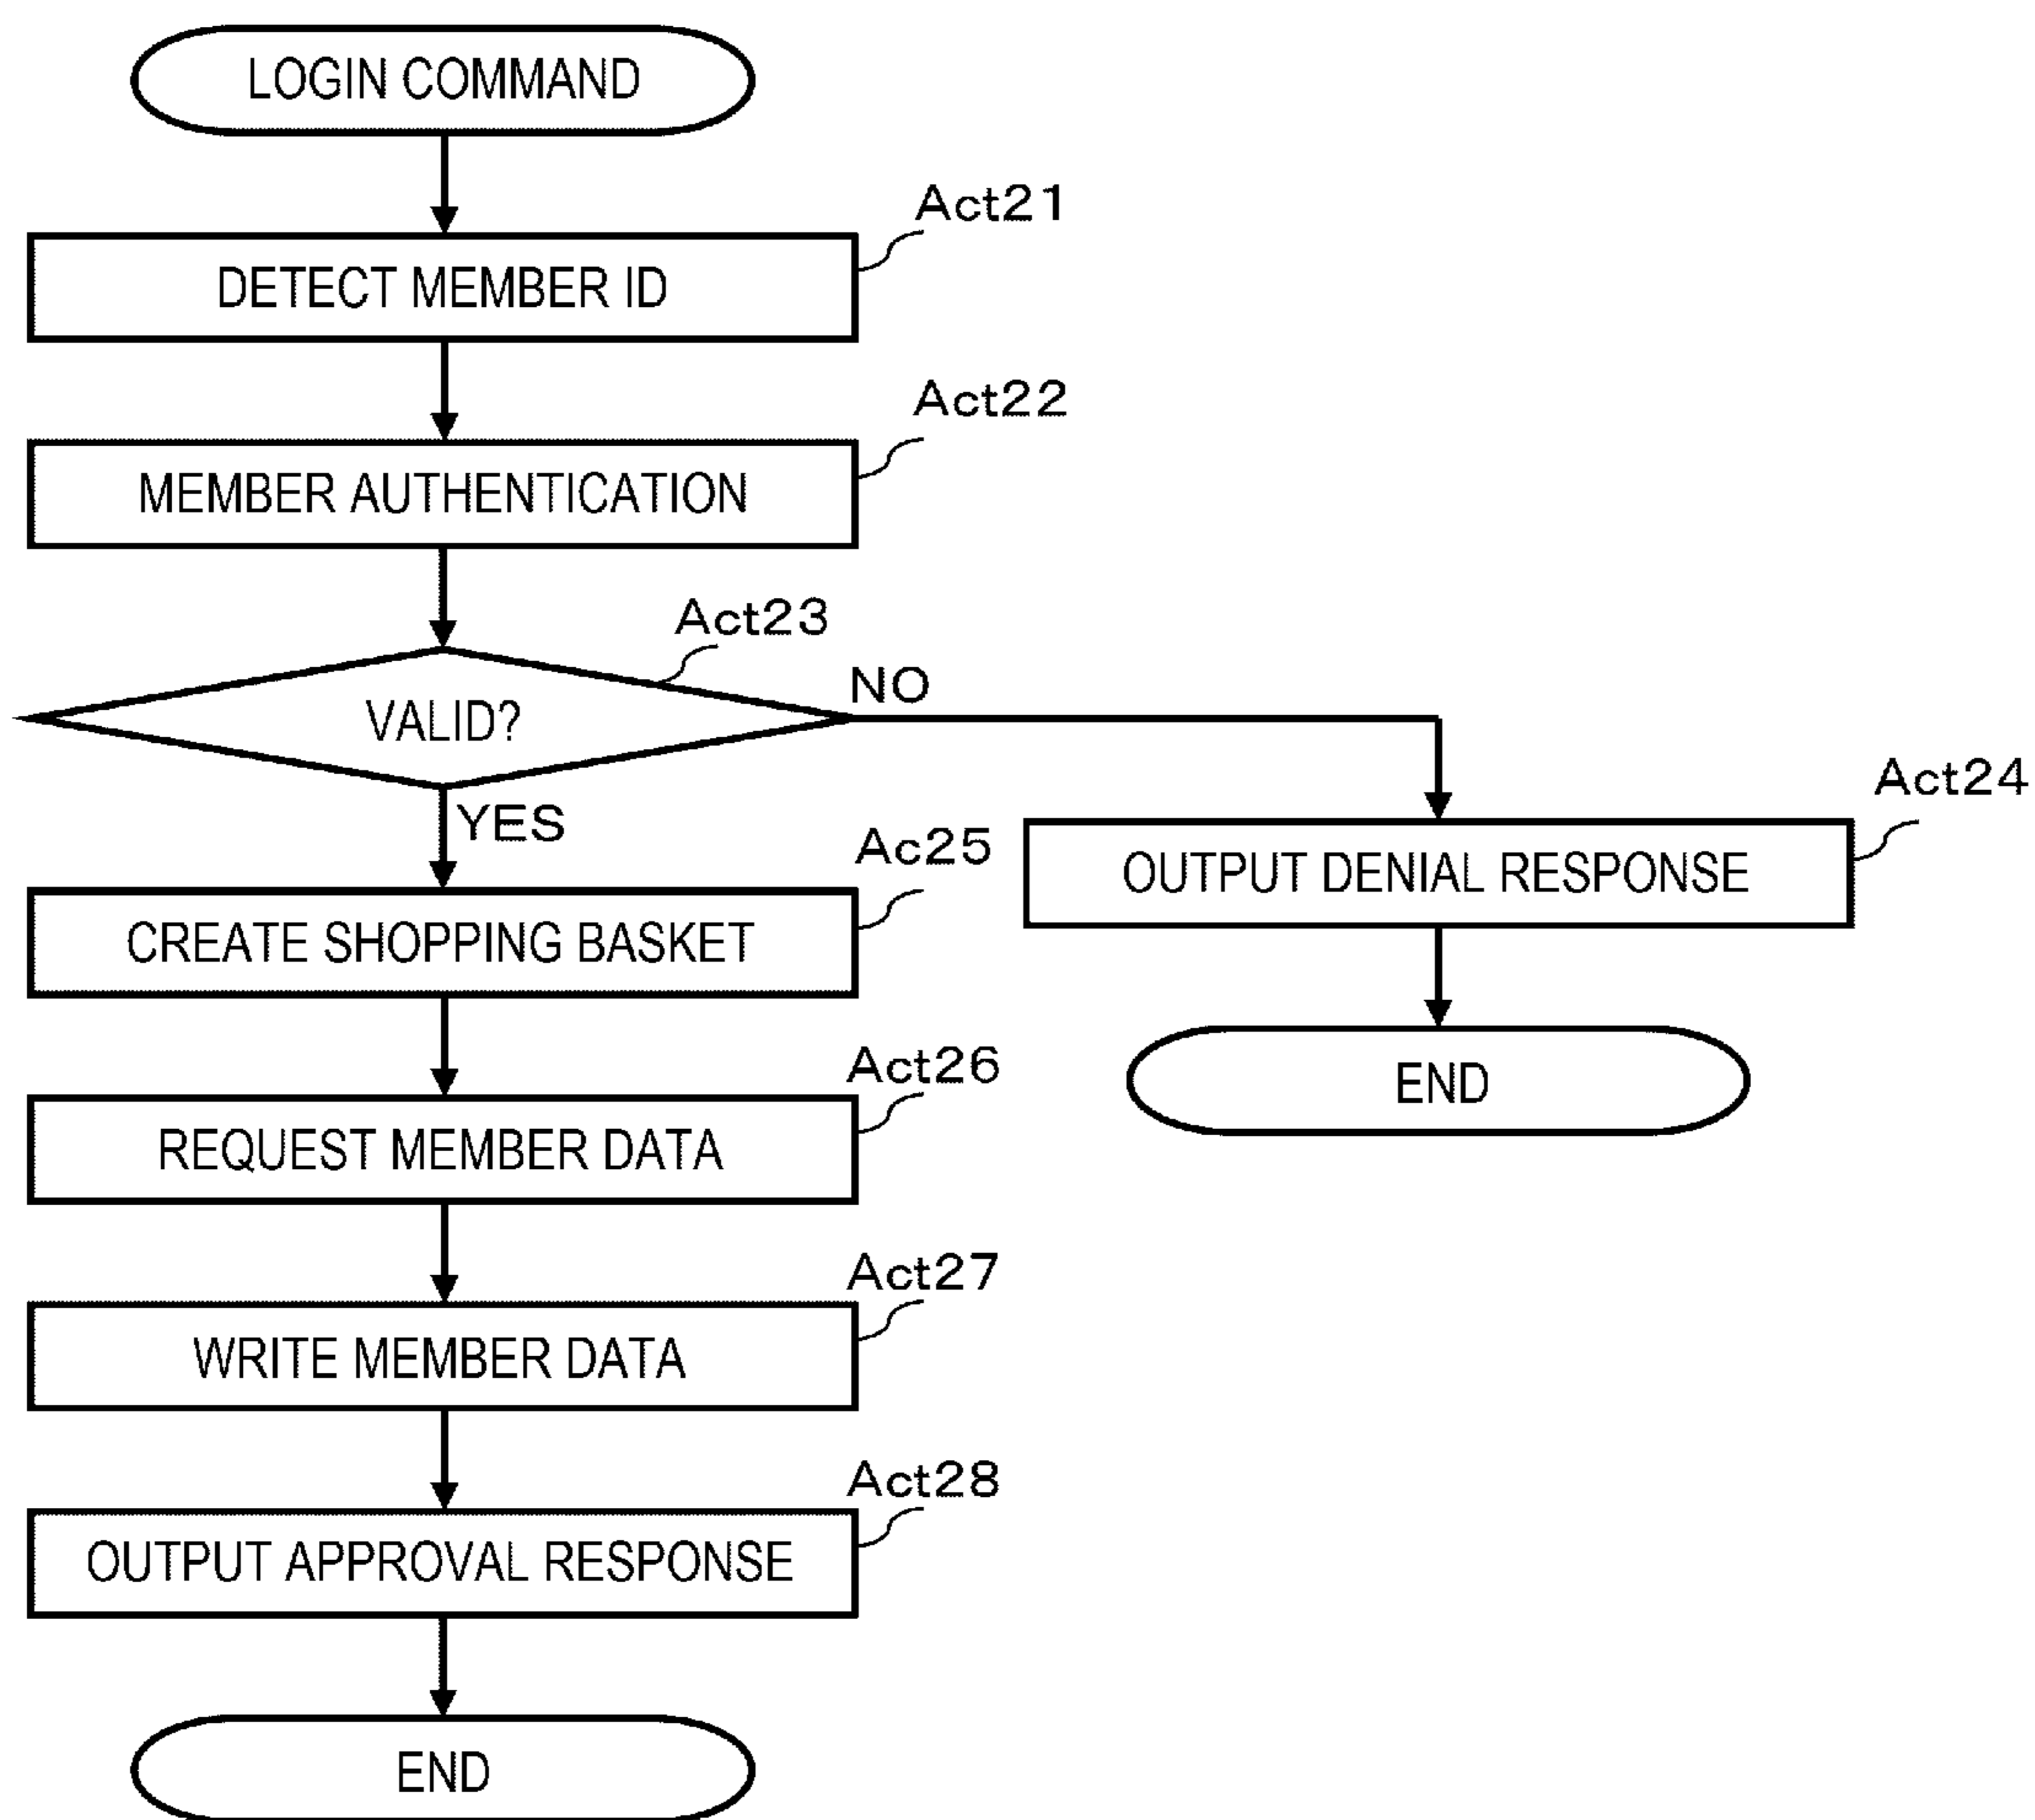 LOGIN COMMAND
Act21
DETECT MEMBER ID
Act22
MEMBER AUTHENTICATION
Act23
VALID?
NO
YES
Act24
OUTPUT DENIAL RESPONSE
END
Ac25
CREATE SHOPPING BASKET
Act26
REQUEST MEMBER DATA
Act27
WRITE MEMBER DATA
Act28
OUTPUT APPROVAL RESPONSE
END